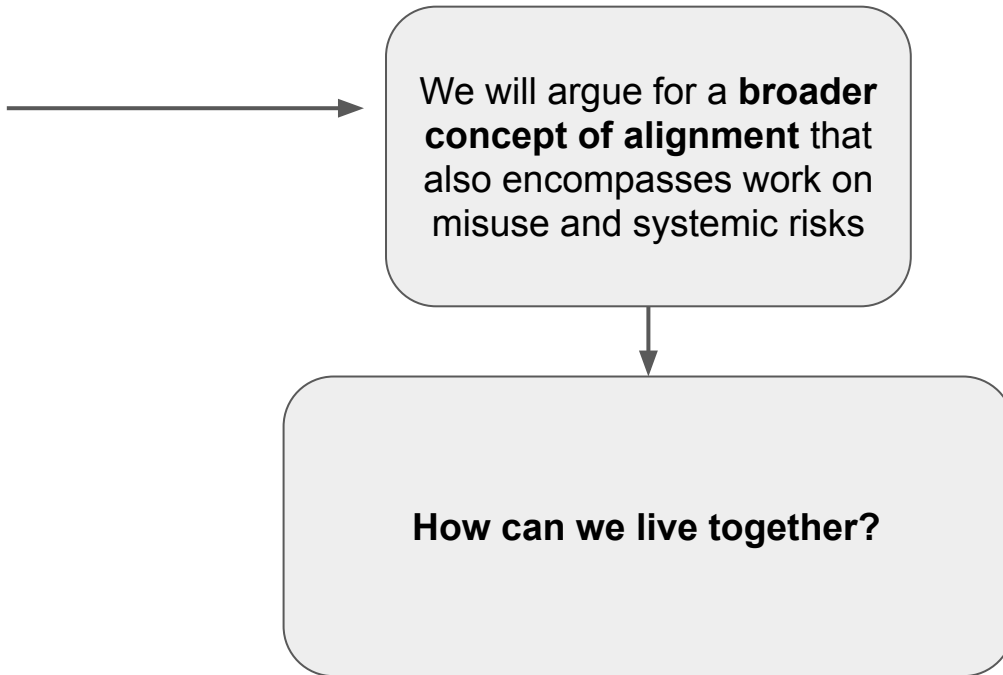 We will argue for a broader
concept of alignment that
also encompasses work on
misuse and systemic risks
How can we live together?